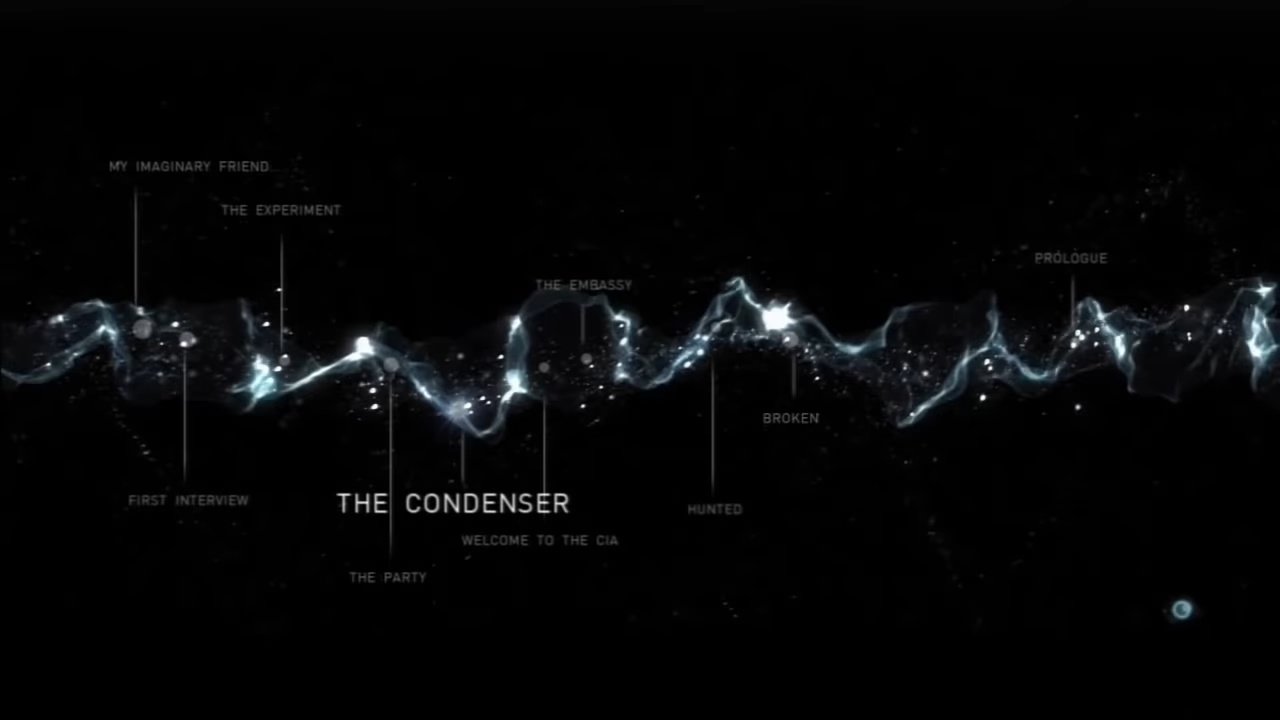 MY IMAGINARY FRIEND
THE EXPERIMENT
PROLOGUE
THE EMBASSY
BROKEN
FIRST INTERVIEW
THE CONDENSER
HUNTED
WELCOME TO THE CIA
THE PARTY